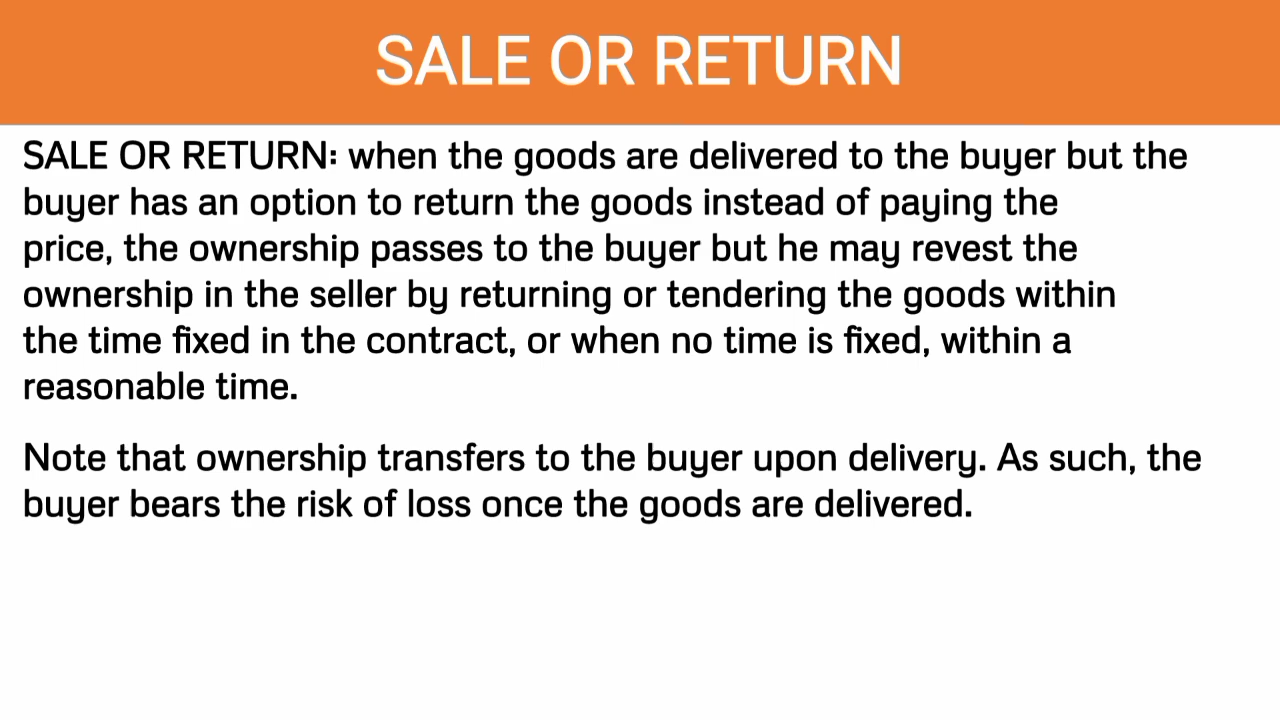 SALE OR RETURN
SALE OR RETURN: when the goods are delivered to the buyer but the
buyer has an option to return the goods instead of paying the
price, the ownership passes to the buyer but he may revest the
ownership in the seller by returning or tendering the goods within
the time fixed in the contract, or when no time is fixed, within a
reasonable time.
Note that ownership transfers to the buyer upon delivery. As such, the
buyer bears the risk of loss once the goods are delivered.